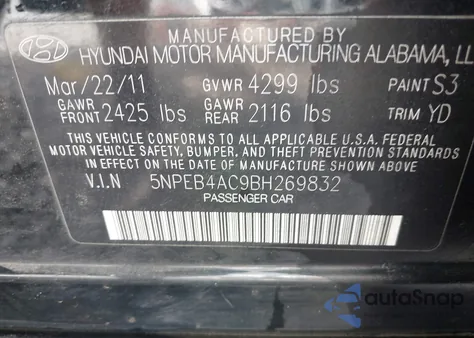 MANUFACTURED BY
HYUNDAI MOTOR MANUFACTURING ALABAMA, LL
Mar/22/11 GVWR 4299 lbs PAINT S3
GAWR FRONT 2425 lbs GAWR REAR 2116 lbs TRIM YD
THIS VEHICLE CONFORMS TO ALL APPLICABLE U.S.A. FEDERAL
MOTOR VEHICLE SAFETY, BUMPER, AND THEFT PREVENTION STANDARDS
IN EFFECT ON THE DATE OF MANUFACTURE SHOWN ABOVE.
V.I.N 5NPEB4AC9BH269832
PASSENGER CAR
autoSnap